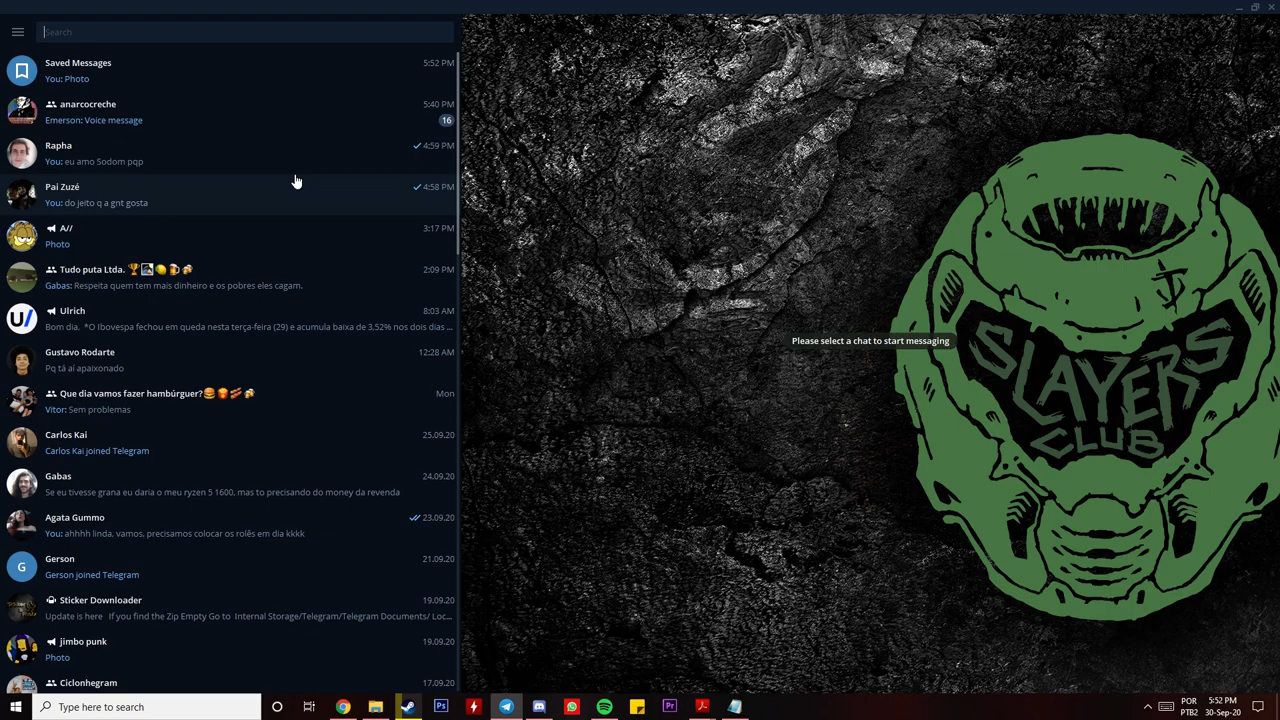 Search
Saved Messages 5:52 PM
You: Photo
anarcocreche 5:40 PM
Emerson: Voice message 16
Rapha 4:59 PM
You: eu amo Sodom pqp
Pai Zuzé 4:58 PM
You: do jeito q a gnt gosta
A// 3:17 PM
Photo
Tudo puta Ltda. 🏆 🍋🍺🍻 2:09 PM
Gabas: Respeita quem tem mais dinheiro e os pobres eles cagam.
Ulrich 8:03 AM
Bom dia, *O Ibovespa fechou em queda nesta terça-feira (29) e acumula baixa de 3,52% nos dois dias ...
Gustavo Rodarte 12:28 AM
Pq tá aí apaixonado
Que dia vamos fazer hambúrguer?🍔🍟🥓🍻 Mon
Vitor: Sem problemas
Carlos Kai 25.09.20
Carlos Kai joined Telegram
Gabas 24.09.20
Se eu tivesse grana eu daria o meu ryzen 5 1600, mas to precisando do money da revenda
Agata Gummo 23.09.20
You: ahhhh linda, vamos, precisamos colocar os rolês em dia kkkk
G Gerson 21.09.20
Gerson joined Telegram
Sticker Downloader 19.09.20
Update is here If you find the Zip Empty Go to Internal Storage/Telegram/Telegram Documents/ Loc...
jimbo punk 19.09.20
Photo
Ciclonhegram 17.09.20
Please select a chat to start messaging
SLAYERS
CLUB
Type here to search
POR 5:52 PM
PTB2 30-Sep-20